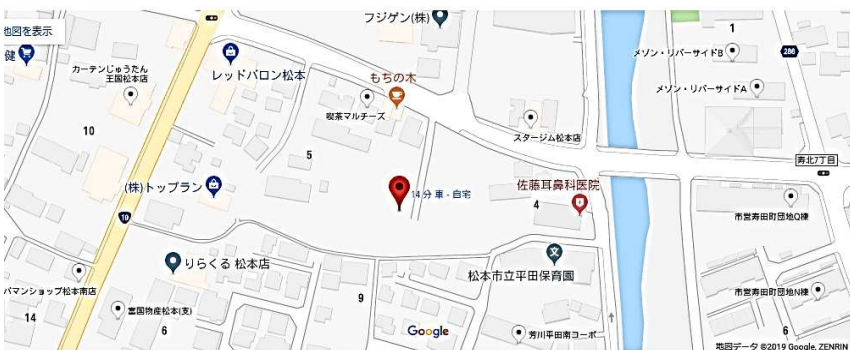 地図を表示
フジゲン(株)
1
健
レッドバロン松本
286
メゾン・リバーサイドB
カーテンじゅうたん
王国松本店
もちの木
メゾン・リバーサイドA
喫茶マルチーズ
スタージム松本店
10
5
寿北7丁目
(株)トップラン
14分 車 - 自宅
佐藤耳鼻科医院
4
19
市営寿田町団地Q棟
りらくる 松本店
松本市立平田保育園
パマンショップ松本南店
9
市営寿田町団地N棟
14
富国物産松本(支)
6
Google
芳川平田南コーポ
6
地図データ ©2019 Google, ZENRIN